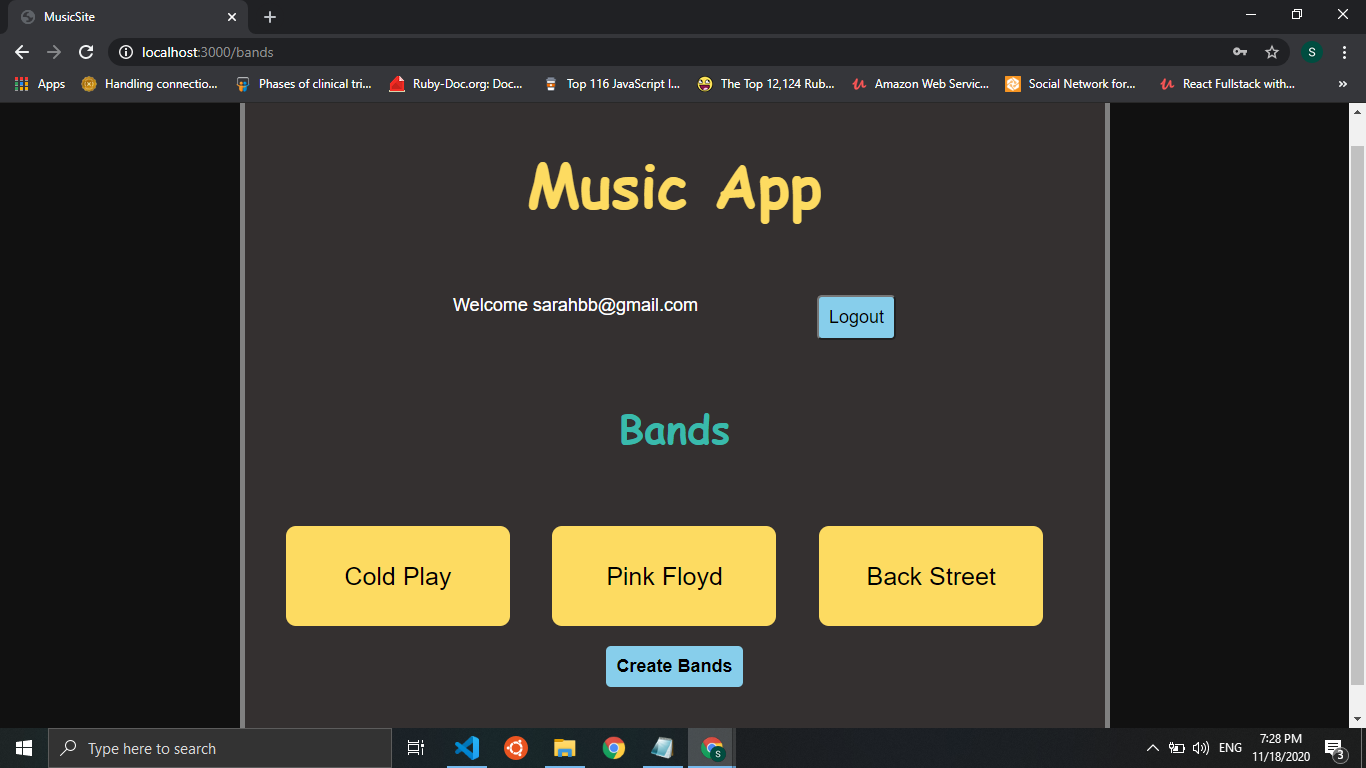 MusicSite
localhost:3000/bands
S
Apps
Handling connectio...
Phases of clinical tri...
Ruby-Doc.org: Doc...
Top 116 JavaScript I...
The Top 12,124 Rub...
Amazon Web Servic...
Social Network for...
React Fullstack with...
Music App
Welcome sarahbb@gmail.com
Logout
Bands
Cold Play
Pink Floyd
Back Street
Create Bands
Type here to search
S
ENG
7:28 PM
11/18/2020
3